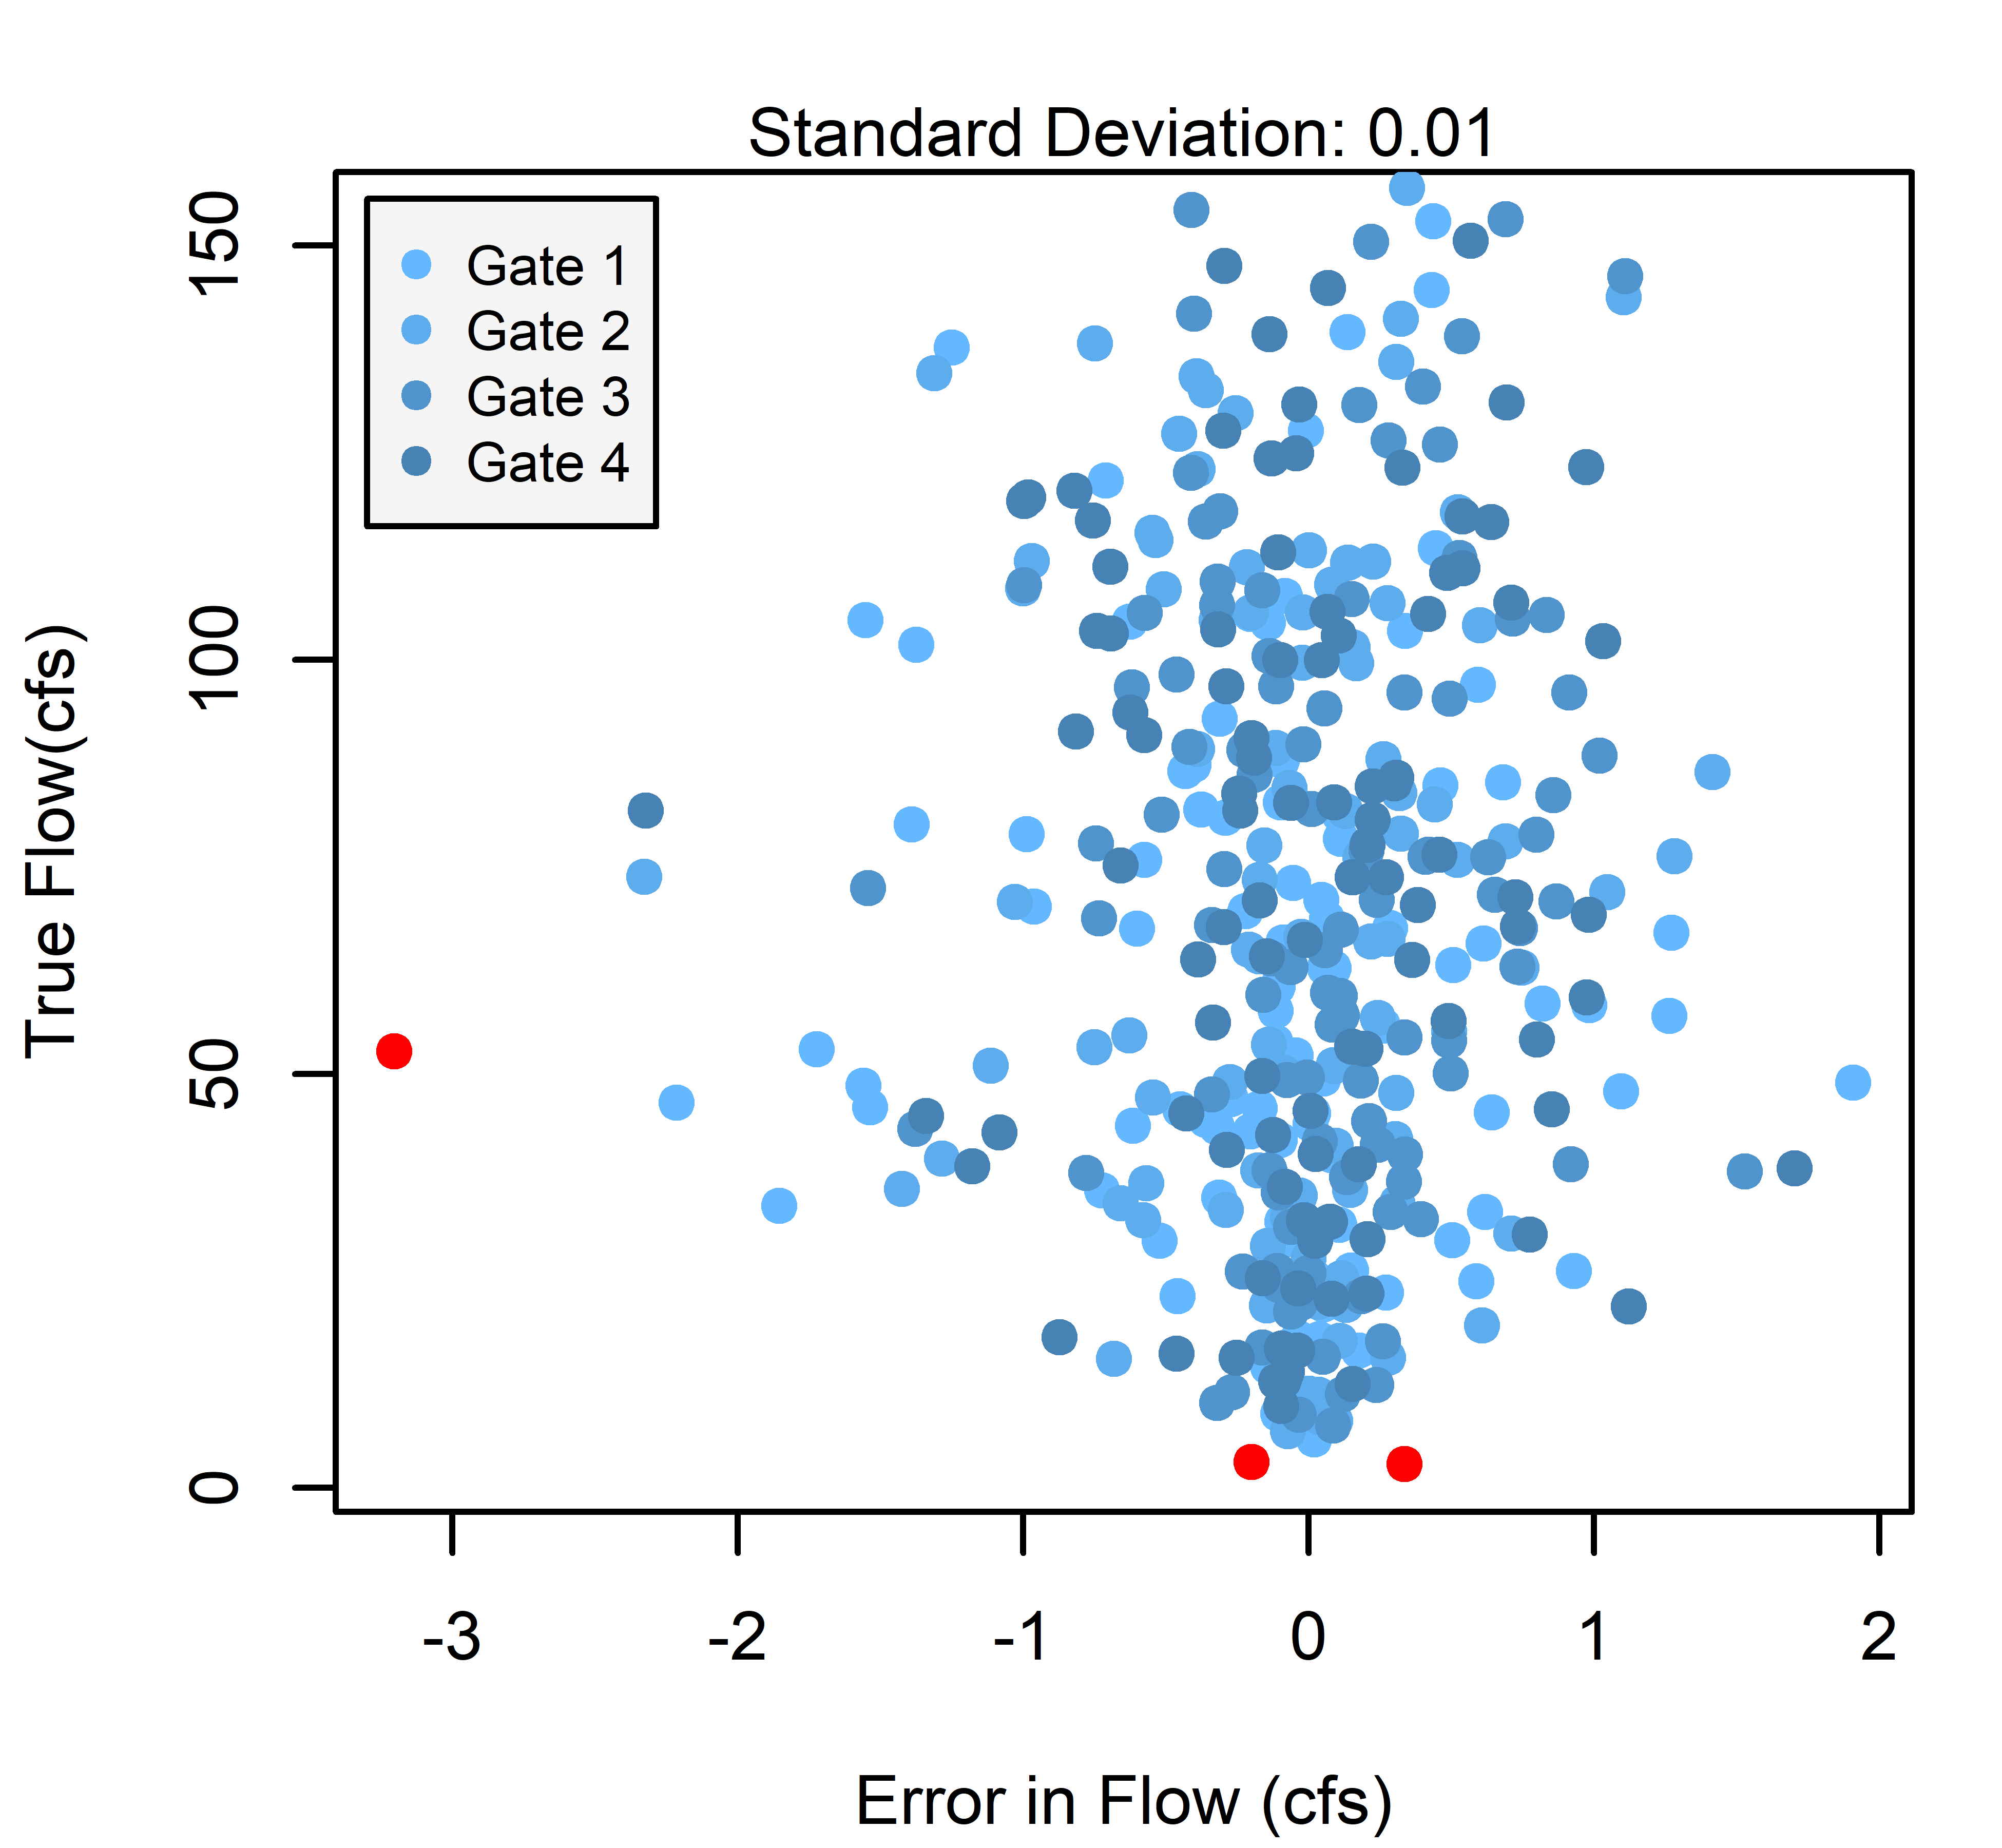 Standard Deviation: 0.01
Gate 1
Gate 2
Gate 3
Gate 4
True Flow(cfs)
150
100
50
0
-3 -2 -1 0 1 2
Error in Flow (cfs)